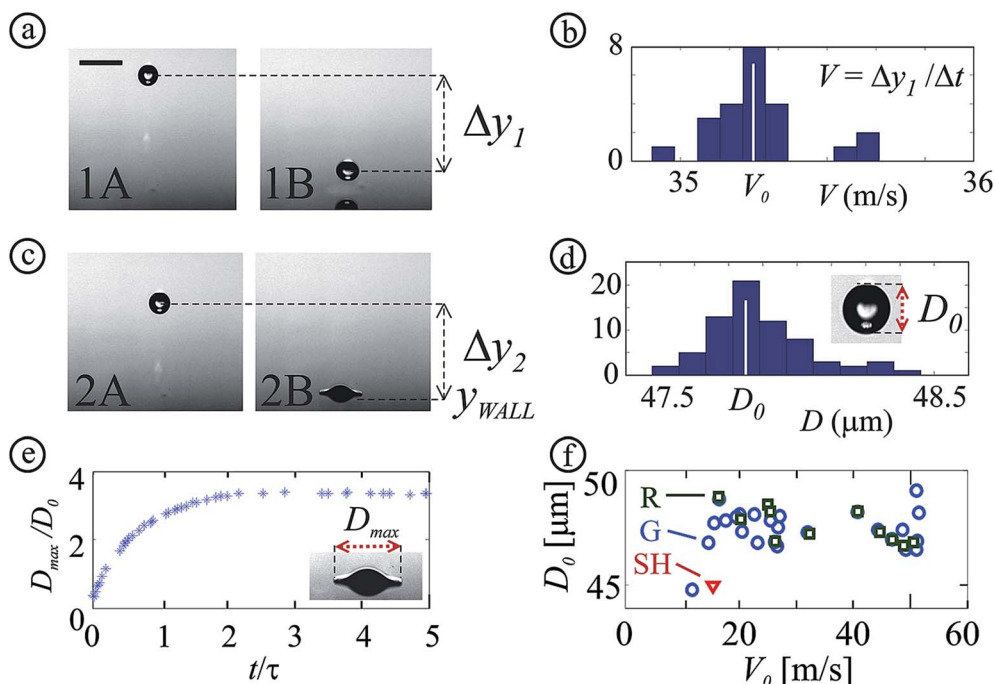 a
1A
1B
Δy1
b
8
4
0
V = Δy1/Δt
35
V0
V (m/s)
36
c
2A
2B
Δy2
yWALL
d
20
10
0
D0
47.5
D0
D (μm)
48.5
e
Dmax/D0
4
2
0
Dmax
0
1
2
3
4
5
t/τ
f
D0 [μm]
50
45
R
G
SH
0
20
40
60
V0 [m/s]